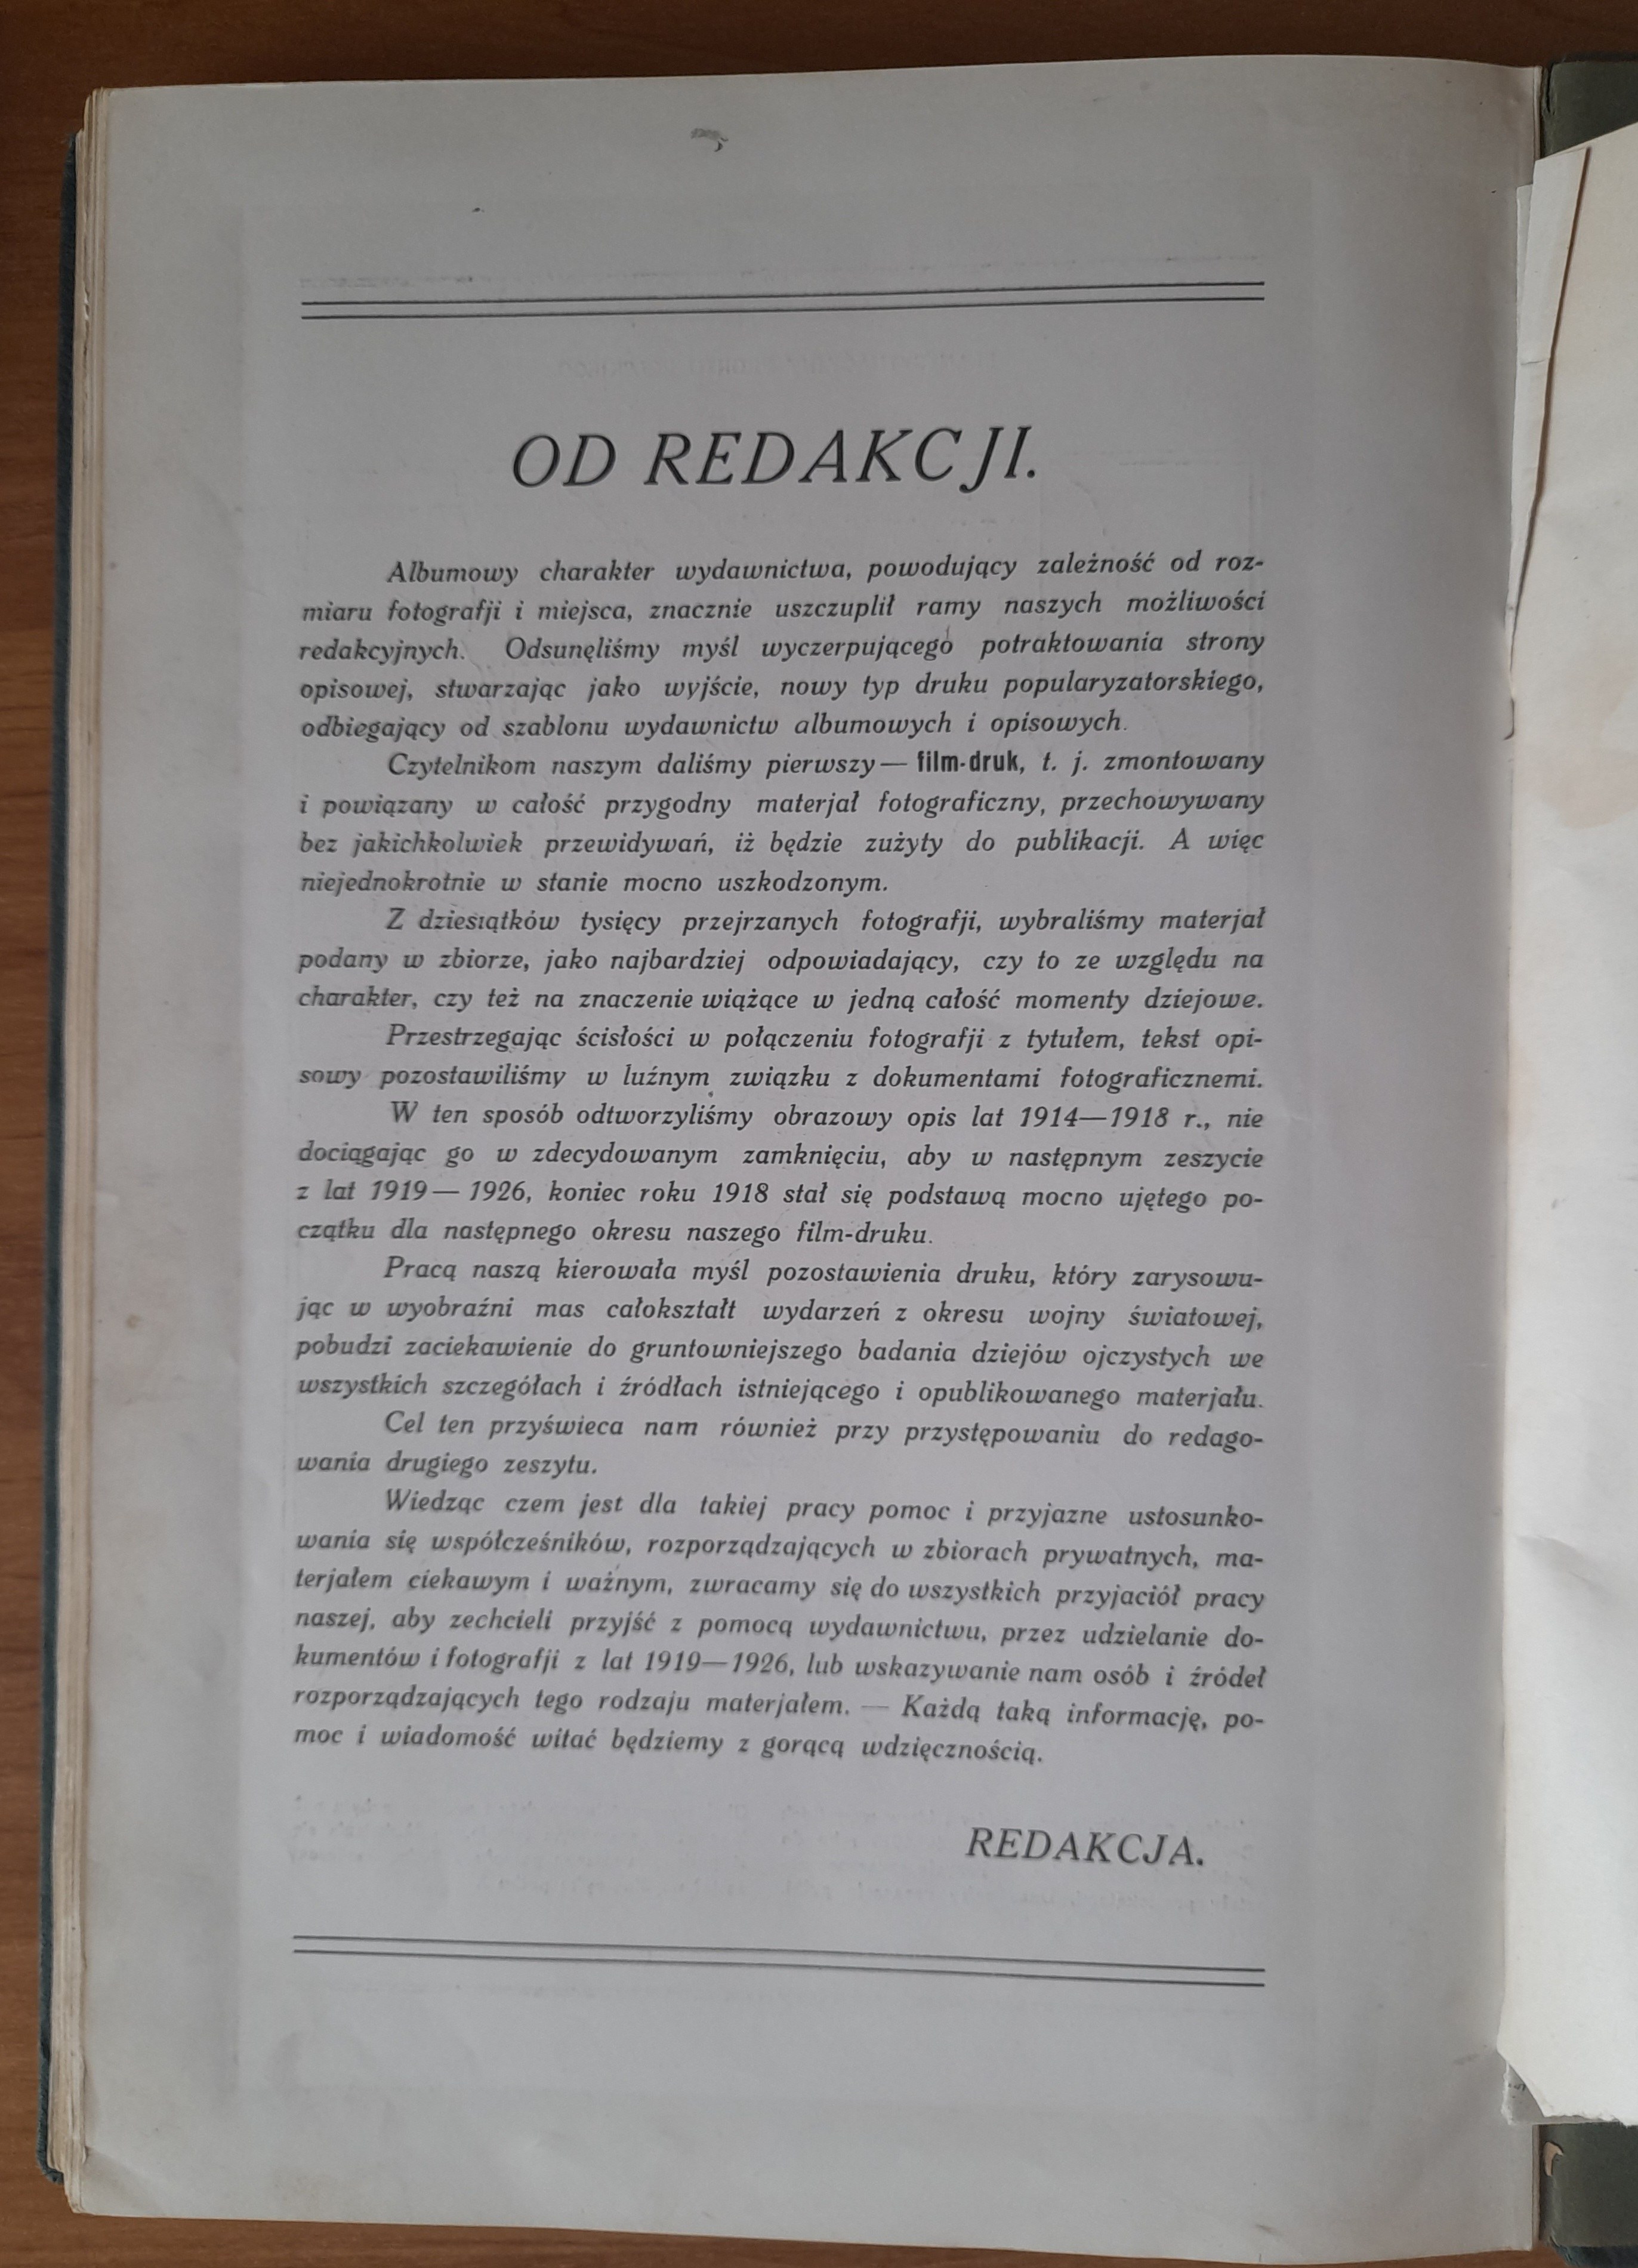 OD REDAKCJI.
Albumowy charakter wydawnictwa, powodujący zależność od roz-
miaru fotografji i miejsca, znacznie uszczuplił ramy naszych możliwości
redakcyjnych. Odsunęliśmy myśl wyczerpującego potraktowania strony
opisowej, stwarzając jako wyjście, nowy typ druku popularyzatorskiego,
odbiegający od szablonu wydawnictw albumowych i opisowych.
Czytelnikom naszym daliśmy pierwszy — film-druk, t. j. zmontowany
i powiązany w całość przygodny materjał fotograficzny, przechowywany
bez jakichkolwiek przewidywań, iż będzie zużyty do publikacji. A więc
niejednokrotnie w stanie mocno uszkodzonym.
Z dziesiątków tysięcy przejrzanych fotografji, wybraliśmy materjał
podany w zbiorze, jako najbardziej odpowiadający, czy to ze względu na
charakter, czy też na znaczenie wiążące w jedną całość momenty dziejowe.
Przestrzegając ścisłości w połączeniu fotografji z tytułem, tekst opi-
sowy pozostawiliśmy w luźnym związku z dokumentami fotograficznemi.
W ten sposób odtworzyliśmy obrazowy opis lat 1914—1918 r., nie
dociągając go w zdecydowanym zamknięciu, aby w następnym zeszycie
z lat 1919 — 1926, koniec roku 1918 stał się podstawą mocno ujętego po-
czątku dla następnego okresu naszego film-druku.
Pracą naszą kierowała myśl pozostawienia druku, który zarysowu-
jąc w wyobraźni mas całokształt wydarzeń z okresu wojny światowej,
pobudzi zaciekawienie do gruntowniejszego badania dziejów ojczystych we
wszystkich szczegółach i źródłach istniejącego i opublikowanego materjału.
Cel ten przyświeca nam również przy przystępowaniu do redago-
wania drugiego zeszytu.
Wiedząc czem jest dla takiej pracy pomoc i przyjazne ustosunko-
wania się współcześników, rozporządzających w zbiorach prywatnych, ma-
terjałem ciekawym i ważnym, zwracamy się do wszystkich przyjaciół pracy
naszej, aby zechcieli przyjść z pomocą wydawnictwu, przez udzielanie do-
kumentów i fotografji z lat 1919—1926, lub wskazywanie nam osób i źródeł
rozporządzających tego rodzaju materjałem. — Każdą taką informację, po-
moc i wiadomość witać będziemy z gorącą wdzięcznością.
REDAKCJA.